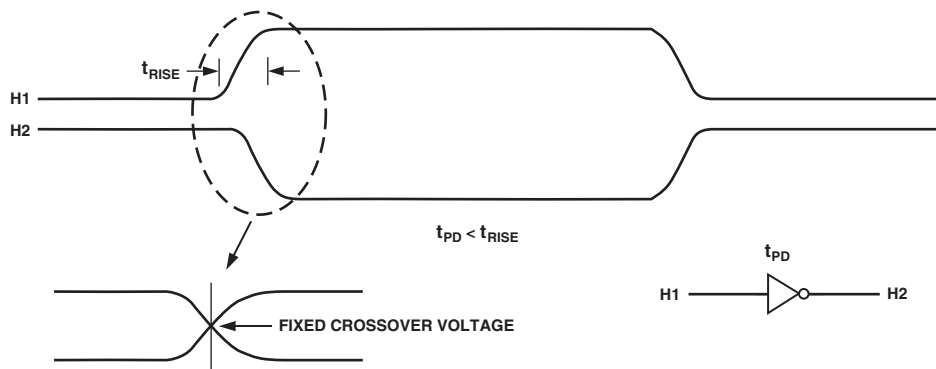 tRISE
H1
H2
tPD < tRISE
tPD
H1
H2
FIXED CROSSOVER VOLTAGE